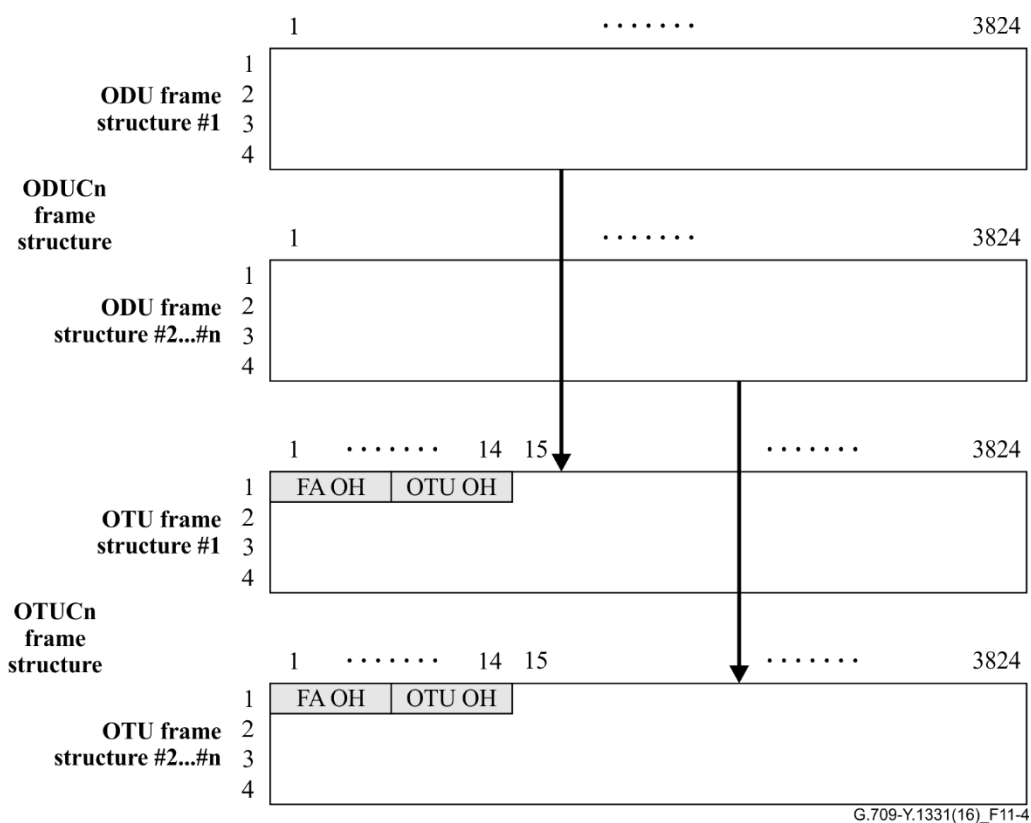 1 ······· 3824
1
ODU frame 2
structure #1 3
4
ODUCn
frame
structure
1 ······· 3824
1
ODU frame 2
structure #2...#n 3
4
1 ······· 14 15 ······· 3824
1 FA OH OTU OH
OTU frame 2
structure #1 3
4
OTUCn
frame
structure
1 ······· 14 15 ······· 3824
1 FA OH OTU OH
OTU frame 2
structure #2...#n 3
4
G.709-Y.1331(16)_F11-4